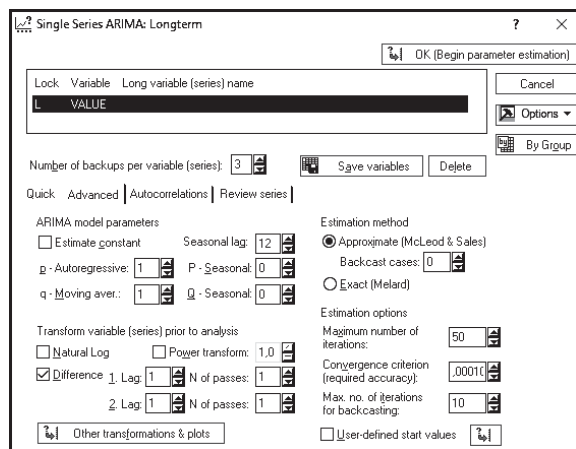 Single Series ARIMA: Longterm ? ×
OK (Begin parameter estimation)
Lock Variable Long variable (series) name
L VALUE
Cancel
Options
By Group
Number of backups per variable (series): 3 Save variables Delete
Quick Advanced Autocorrelations Review series
ARIMA model parameters
Estimate constant Seasonal lag: 12
p - Autoregressive: 1 P - Seasonal: 0
q - Moving aver.: 1 Q - Seasonal: 0
Transform variable (series) prior to analysis
Natural Log Power transform: 1,0
Difference 1. Lag: 1 N of passes: 1
2. Lag: 1 N of passes: 1
Other transformations & plots
Estimation method
Approximate (McLeod & Sales)
Backcast cases: 0
Exact (Melard)
Estimation options
Maximum number of
iterations: 50
Convergence criterion
(required accuracy): ,00010
Max. no. of iterations
for backcasting: 10
User-defined start values